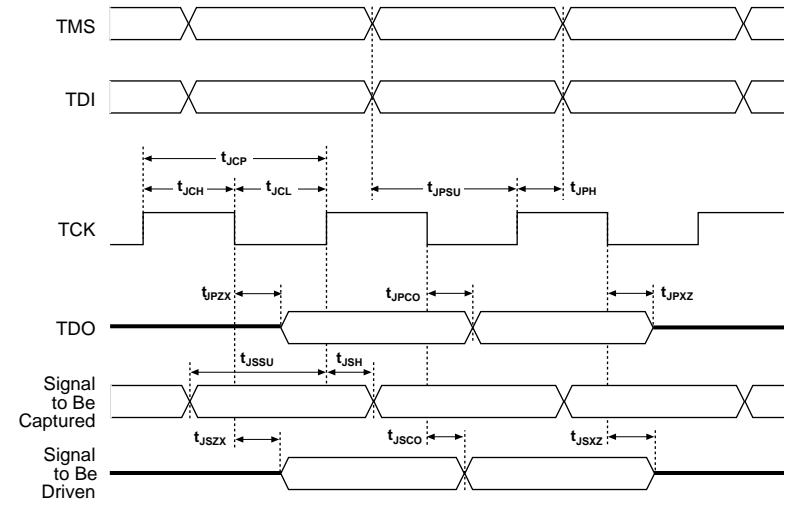 TMS
TDI
tJCP
tJCH tJCL tJPSU tJPH
TCK
tJPZX tJPCO tJPXZ
TDO
tJSSU tJSH
Signal
to Be
Captured
tJSZX tJSCO tJSXZ
Signal
to Be
Driven